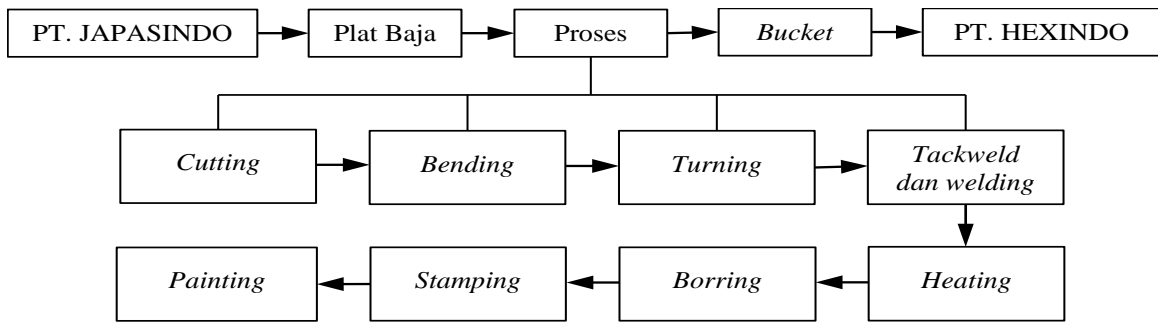 PT. JAPASINDO
Plat Baja
Proses
Bucket
PT. HEXINDO
Cutting
Bending
Turning
Tackweld
dan welding
Painting
Stamping
Borring
Heating